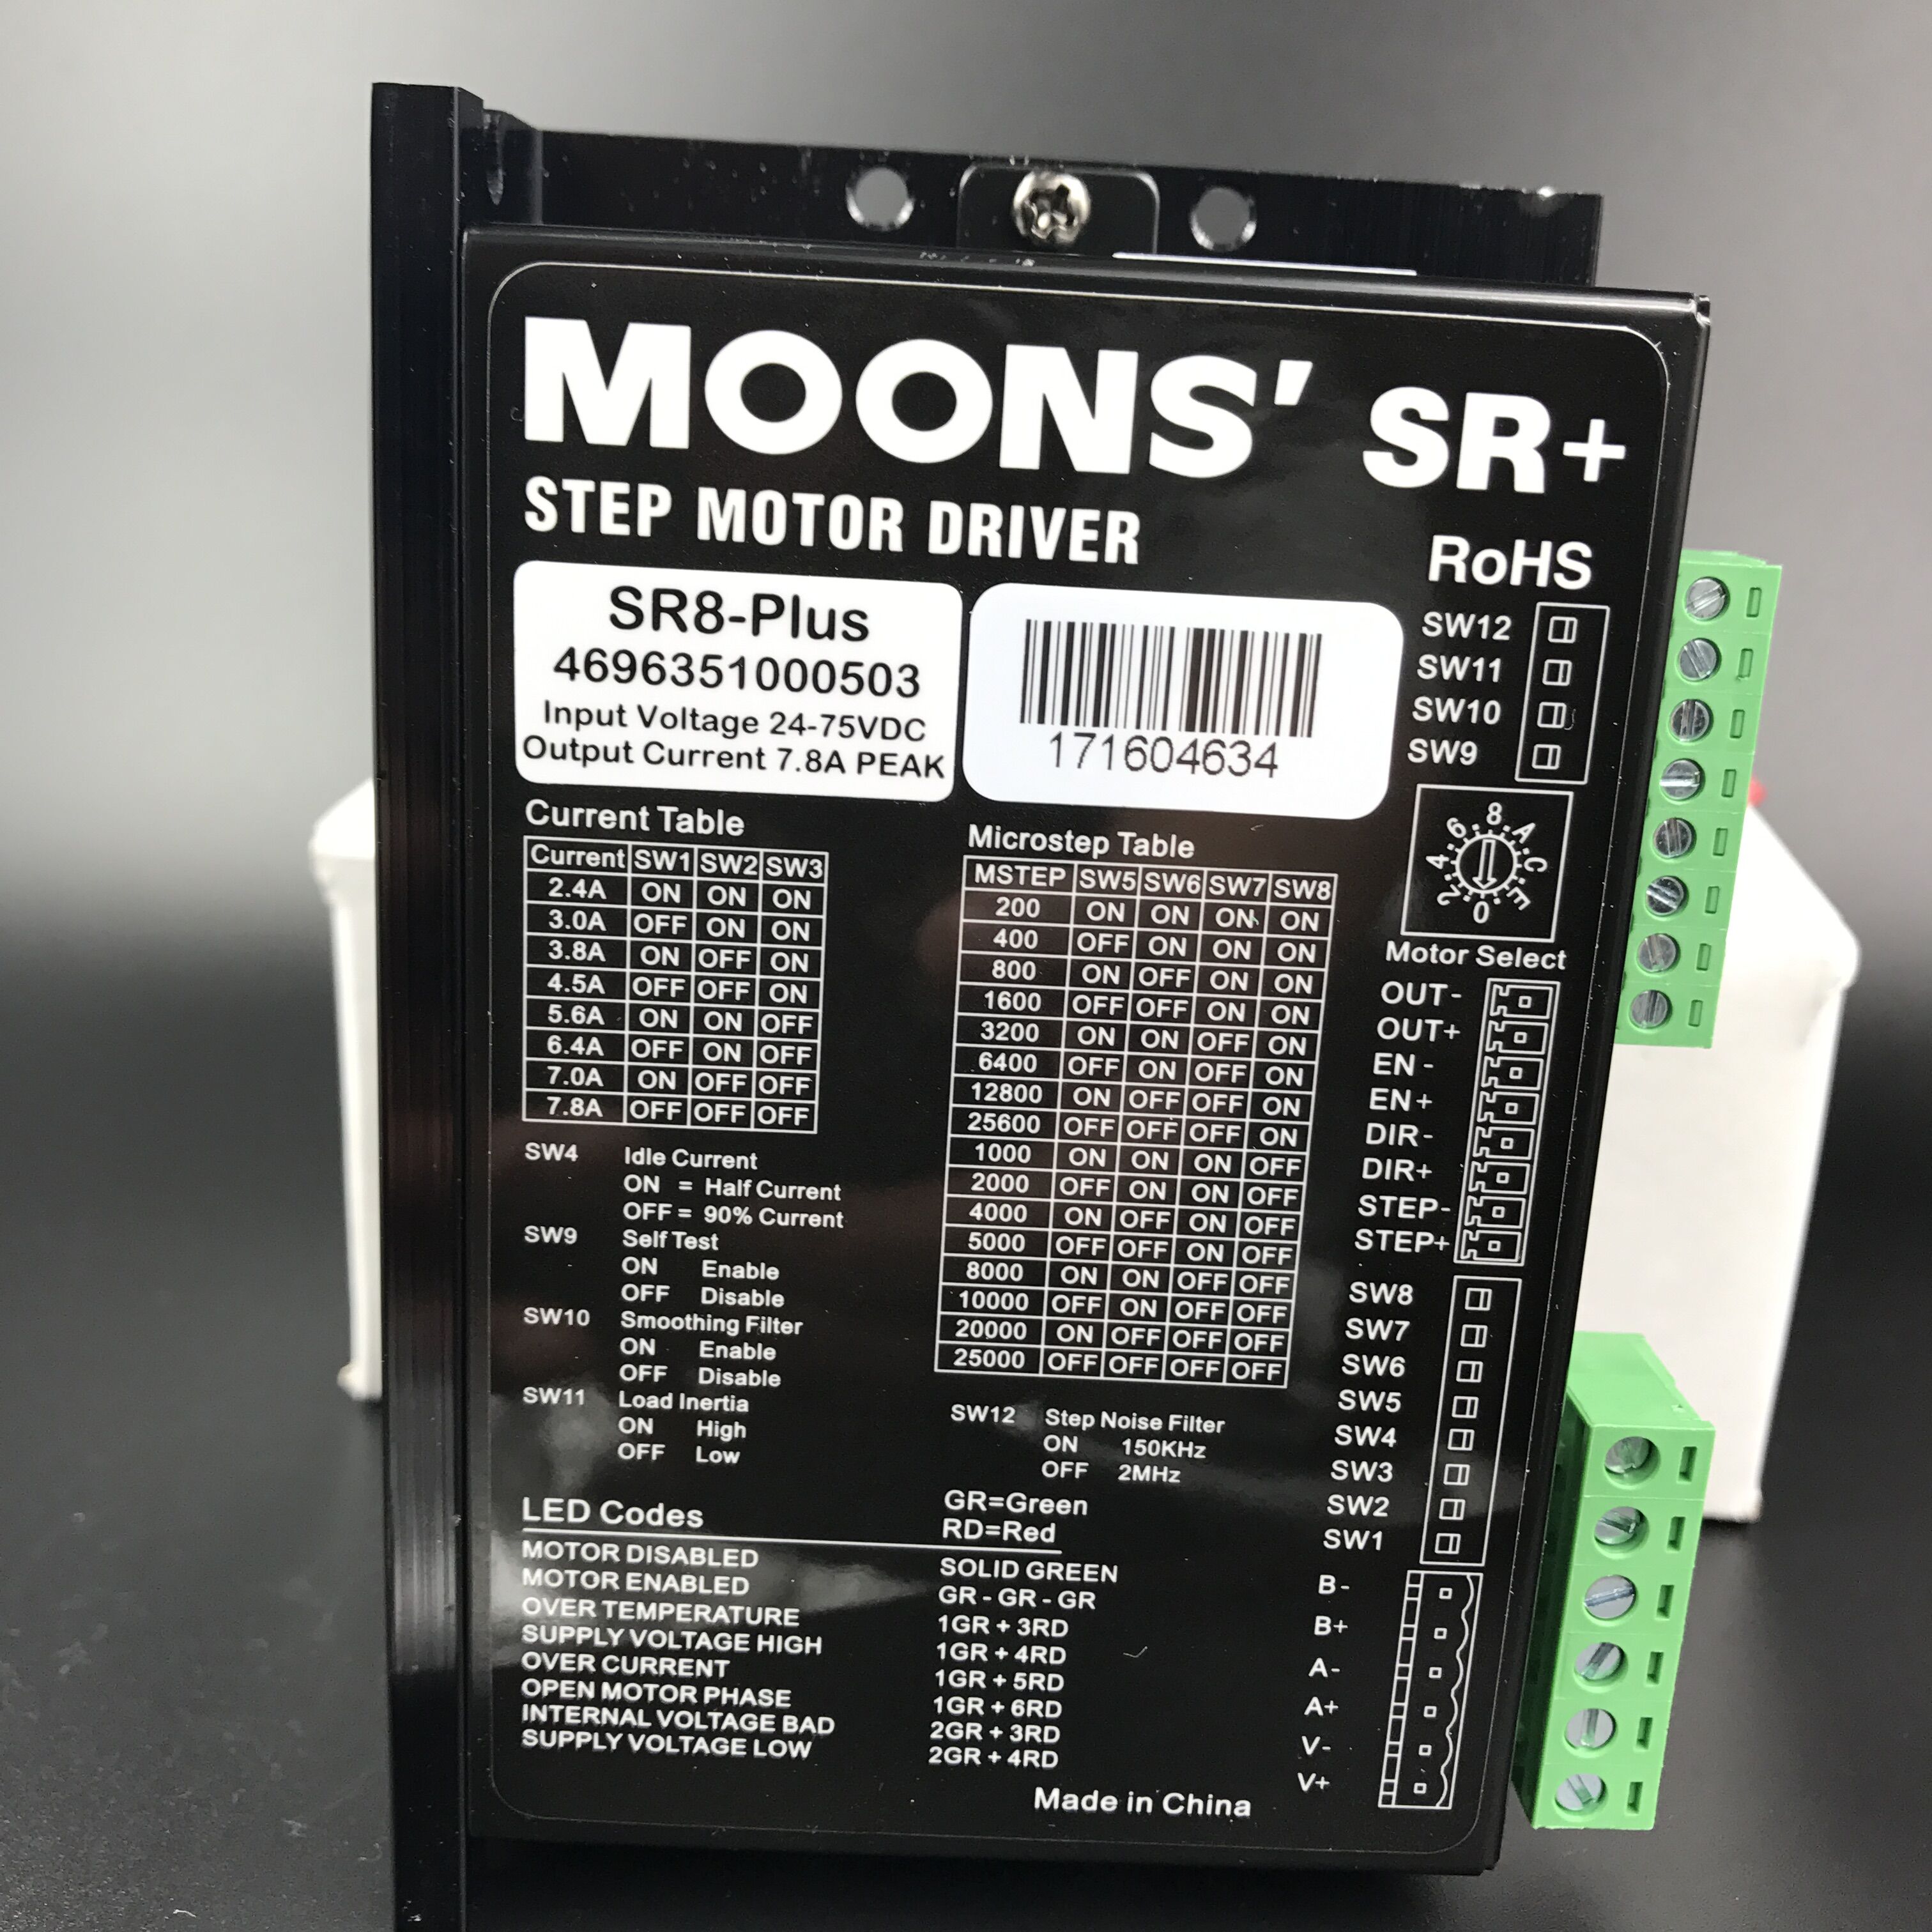 MOONS' SR+
STEP MOTOR DRIVER
RoHS
SR8-Plus
4696351000503
Input Voltage 24-75VDC
Output Current 7.8A PEAK
171604634
SW12
SW11
SW10
SW9
0 2 4 6 8 A C E
Motor Select
Current Table
Current SW1 SW2 SW3
2.4A ON ON ON
3.0A OFF ON ON
3.8A ON OFF ON
4.5A OFF OFF ON
5.6A ON ON OFF
6.4A OFF ON OFF
7.0A ON OFF OFF
7.8A OFF OFF OFF
Microstep Table
MSTEP SW5 SW6 SW7 SW8
200 ON ON ON ON
400 OFF ON ON ON
800 ON OFF ON ON
1600 OFF OFF ON ON
3200 ON ON OFF ON
6400 OFF ON OFF ON
12800 ON OFF OFF ON
25600 OFF OFF OFF ON
1000 ON ON ON OFF
2000 OFF ON ON OFF
4000 ON OFF ON OFF
5000 OFF OFF ON OFF
8000 ON ON OFF OFF
10000 OFF ON OFF OFF
20000 ON OFF OFF OFF
25000 OFF OFF OFF OFF
SW4 Idle Current
ON = Half Current
OFF = 90% Current
SW9 Self Test
ON Enable
OFF Disable
SW10 Smoothing Filter
ON Enable
OFF Disable
SW11 Load Inertia
ON High
OFF Low
SW12 Step Noise Filter
ON 150KHz
OFF 2MHz
LED Codes
GR=Green
RD=Red
MOTOR DISABLED SOLID GREEN
MOTOR ENABLED GR - GR - GR
OVER TEMPERATURE 1GR + 3RD
SUPPLY VOLTAGE HIGH 1GR + 4RD
OVER CURRENT 1GR + 5RD
OPEN MOTOR PHASE 1GR + 6RD
INTERNAL VOLTAGE BAD 2GR + 3RD
SUPPLY VOLTAGE LOW 2GR + 4RD
OUT-
OUT+
EN -
EN +
DIR-
DIR+
STEP-
STEP+
SW8
SW7
SW6
SW5
SW4
SW3
SW2
SW1
B-
B+
A-
A+
V-
V+
Made in China